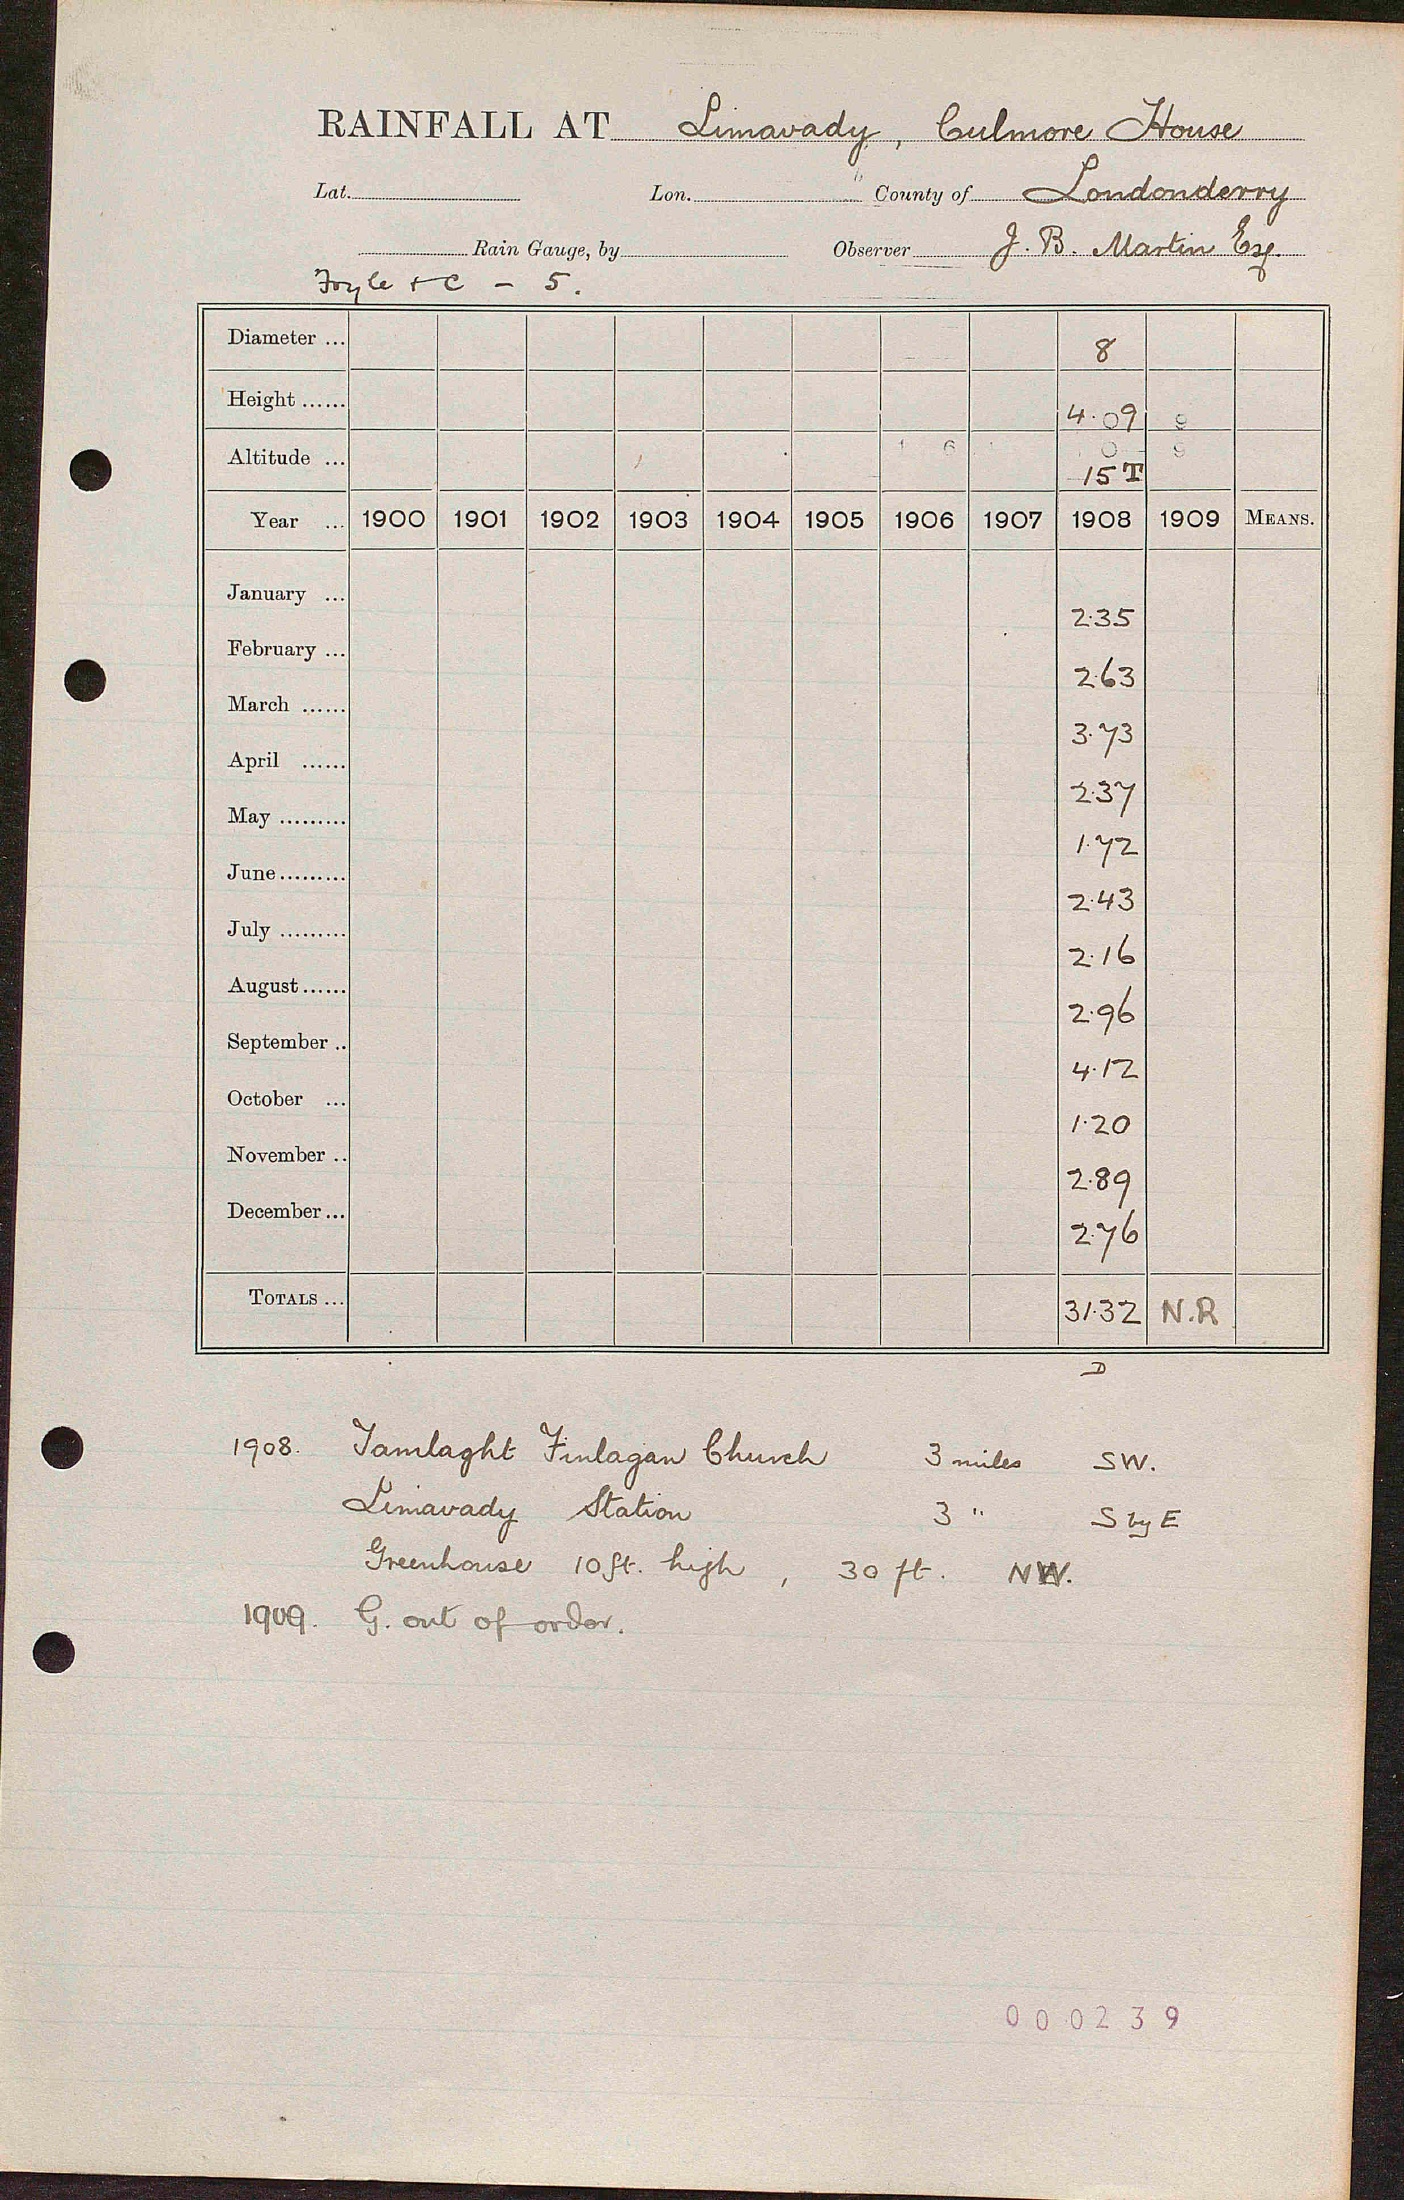 RAINFALL AT Limavady, Culmore House
Lat. Lon. County of Londonderry
Rain Gauge, by Observer J. B. Martin Esq.
Foyle & C – 5.
Diameter ... 8
Height ...... 4·09 9
Altitude ... 15 T
Year ... 1900 1901 1902 1903 1904 1905 1906 1907 1908 1909 MEANS.
January ... 2·35
February ... 2·63
March ...... 3·73
April ...... 2·37
May ......... 1·72
June......... 2·43
July ......... 2·16
August...... 2·96
September .. 4·12
October ... 1·20
November .. 2·89
December... 2·76
TOTALS ... 31·32 N.R
D
1908. Tamlaght Finlagan Church 3 miles SW.
Limavady Station 3 " S by E
Greenhouse 10 ft. high, 30 ft. NW.
1909. G. out of order.
000239